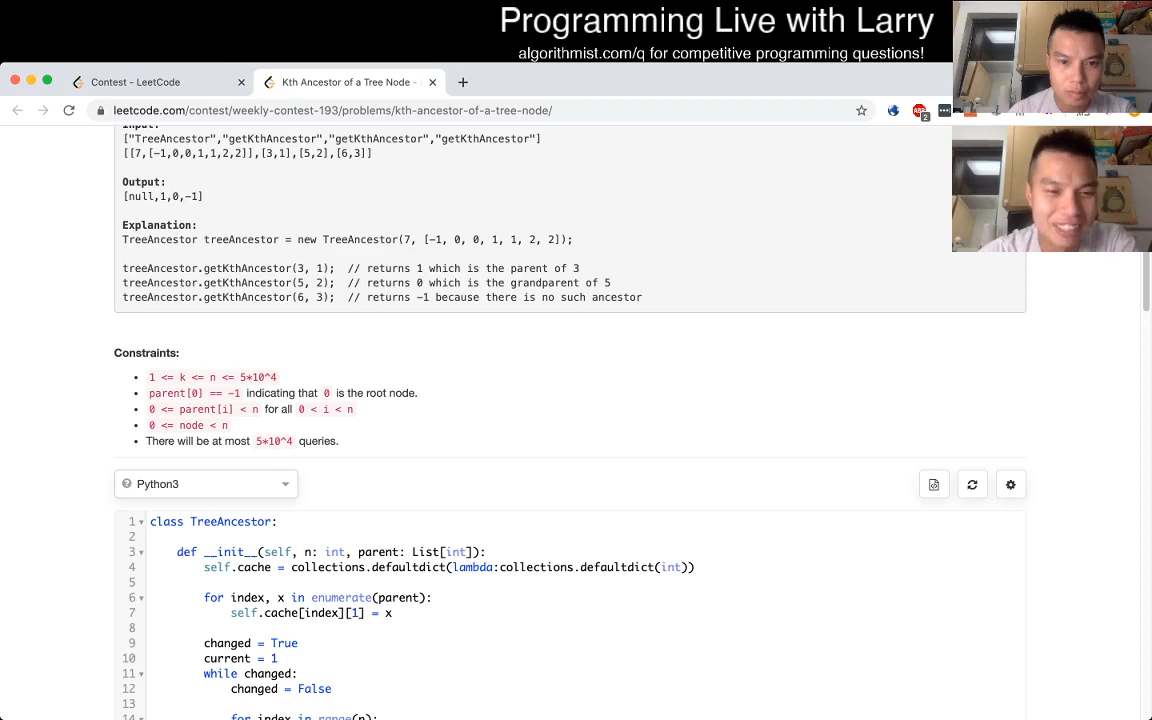 Programming Live with Larry
algorithmist.com/q for competitive programming questions!
Contest - LeetCode
Kth Ancestor of a Tree Node -
leetcode.com/contest/weekly-contest-193/problems/kth-ancestor-of-a-tree-node/
Input:
["TreeAncestor","getKthAncestor","getKthAncestor","getKthAncestor"]
[[7,[-1,0,0,1,1,2,2]],[3,1],[5,2],[6,3]]
Output:
[null,1,0,-1]
Explanation:
TreeAncestor treeAncestor = new TreeAncestor(7, [-1, 0, 0, 1, 1, 2, 2]);
treeAncestor.getKthAncestor(3, 1);  // returns 1 which is the parent of 3
treeAncestor.getKthAncestor(5, 2);  // returns 0 which is the grandparent of 5
treeAncestor.getKthAncestor(6, 3);  // returns -1 because there is no such ancestor
Constraints:
1 <= k <= n <= 5*10^4
parent[0] == -1 indicating that 0 is the root node.
0 <= parent[i] < n for all 0 < i < n
0 <= node < n
There will be at most 5*10^4 queries.
Python3
1 class TreeAncestor:
2
3 def __init__(self, n: int, parent: List[int]):
4 self.cache = collections.defaultdict(lambda:collections.defaultdict(int))
5
6 for index, x in enumerate(parent):
7 self.cache[index][1] = x
8
9 changed = True
10 current = 1
11 while changed:
12 changed = False
13
14 for index in range(n):